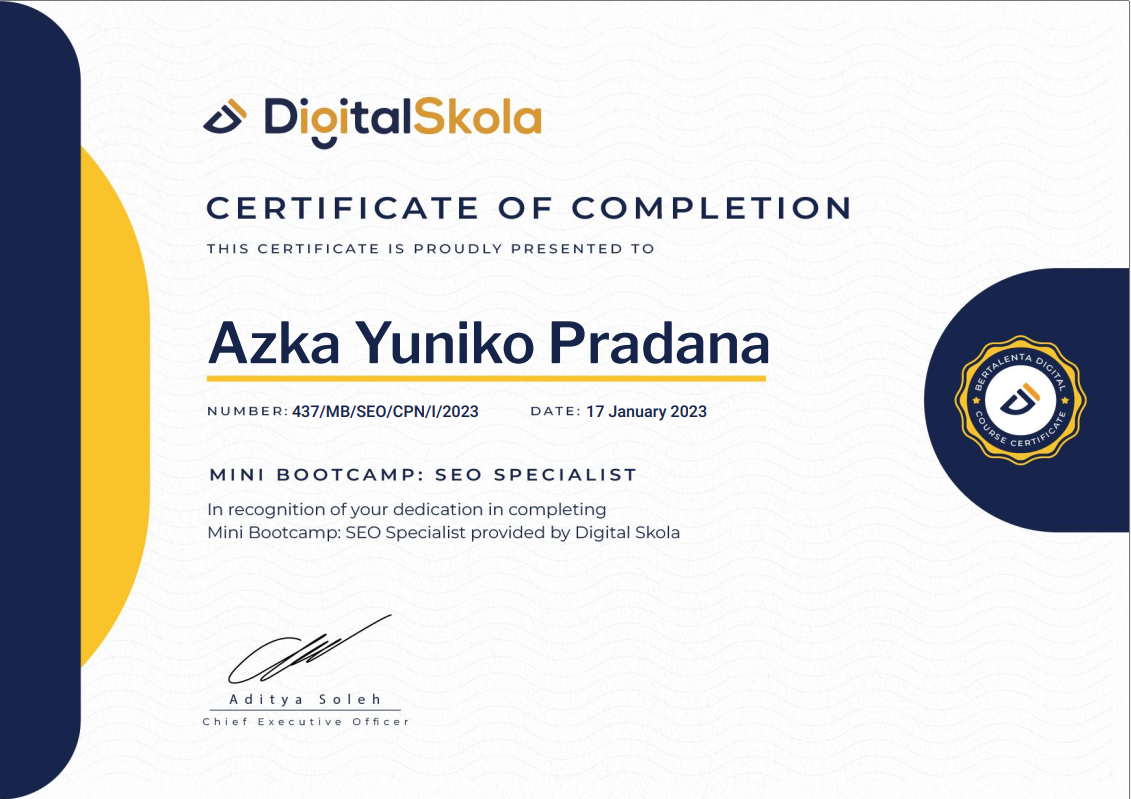 DigitalSkola
CERTIFICATE OF COMPLETION
THIS CERTIFICATE IS PROUDLY PRESENTED TO
Azka Yuniko Pradana
NUMBER: 437/MB/SEO/CPN/I/2023 DATE: 17 January 2023
BERTALENTA DIGITAL
COURSE CERTIFICATE
MINI BOOTCAMP: SEO SPECIALIST
In recognition of your dedication in completing
Mini Bootcamp: SEO Specialist provided by Digital Skola
Aditya Soleh
Chief Executive Officer